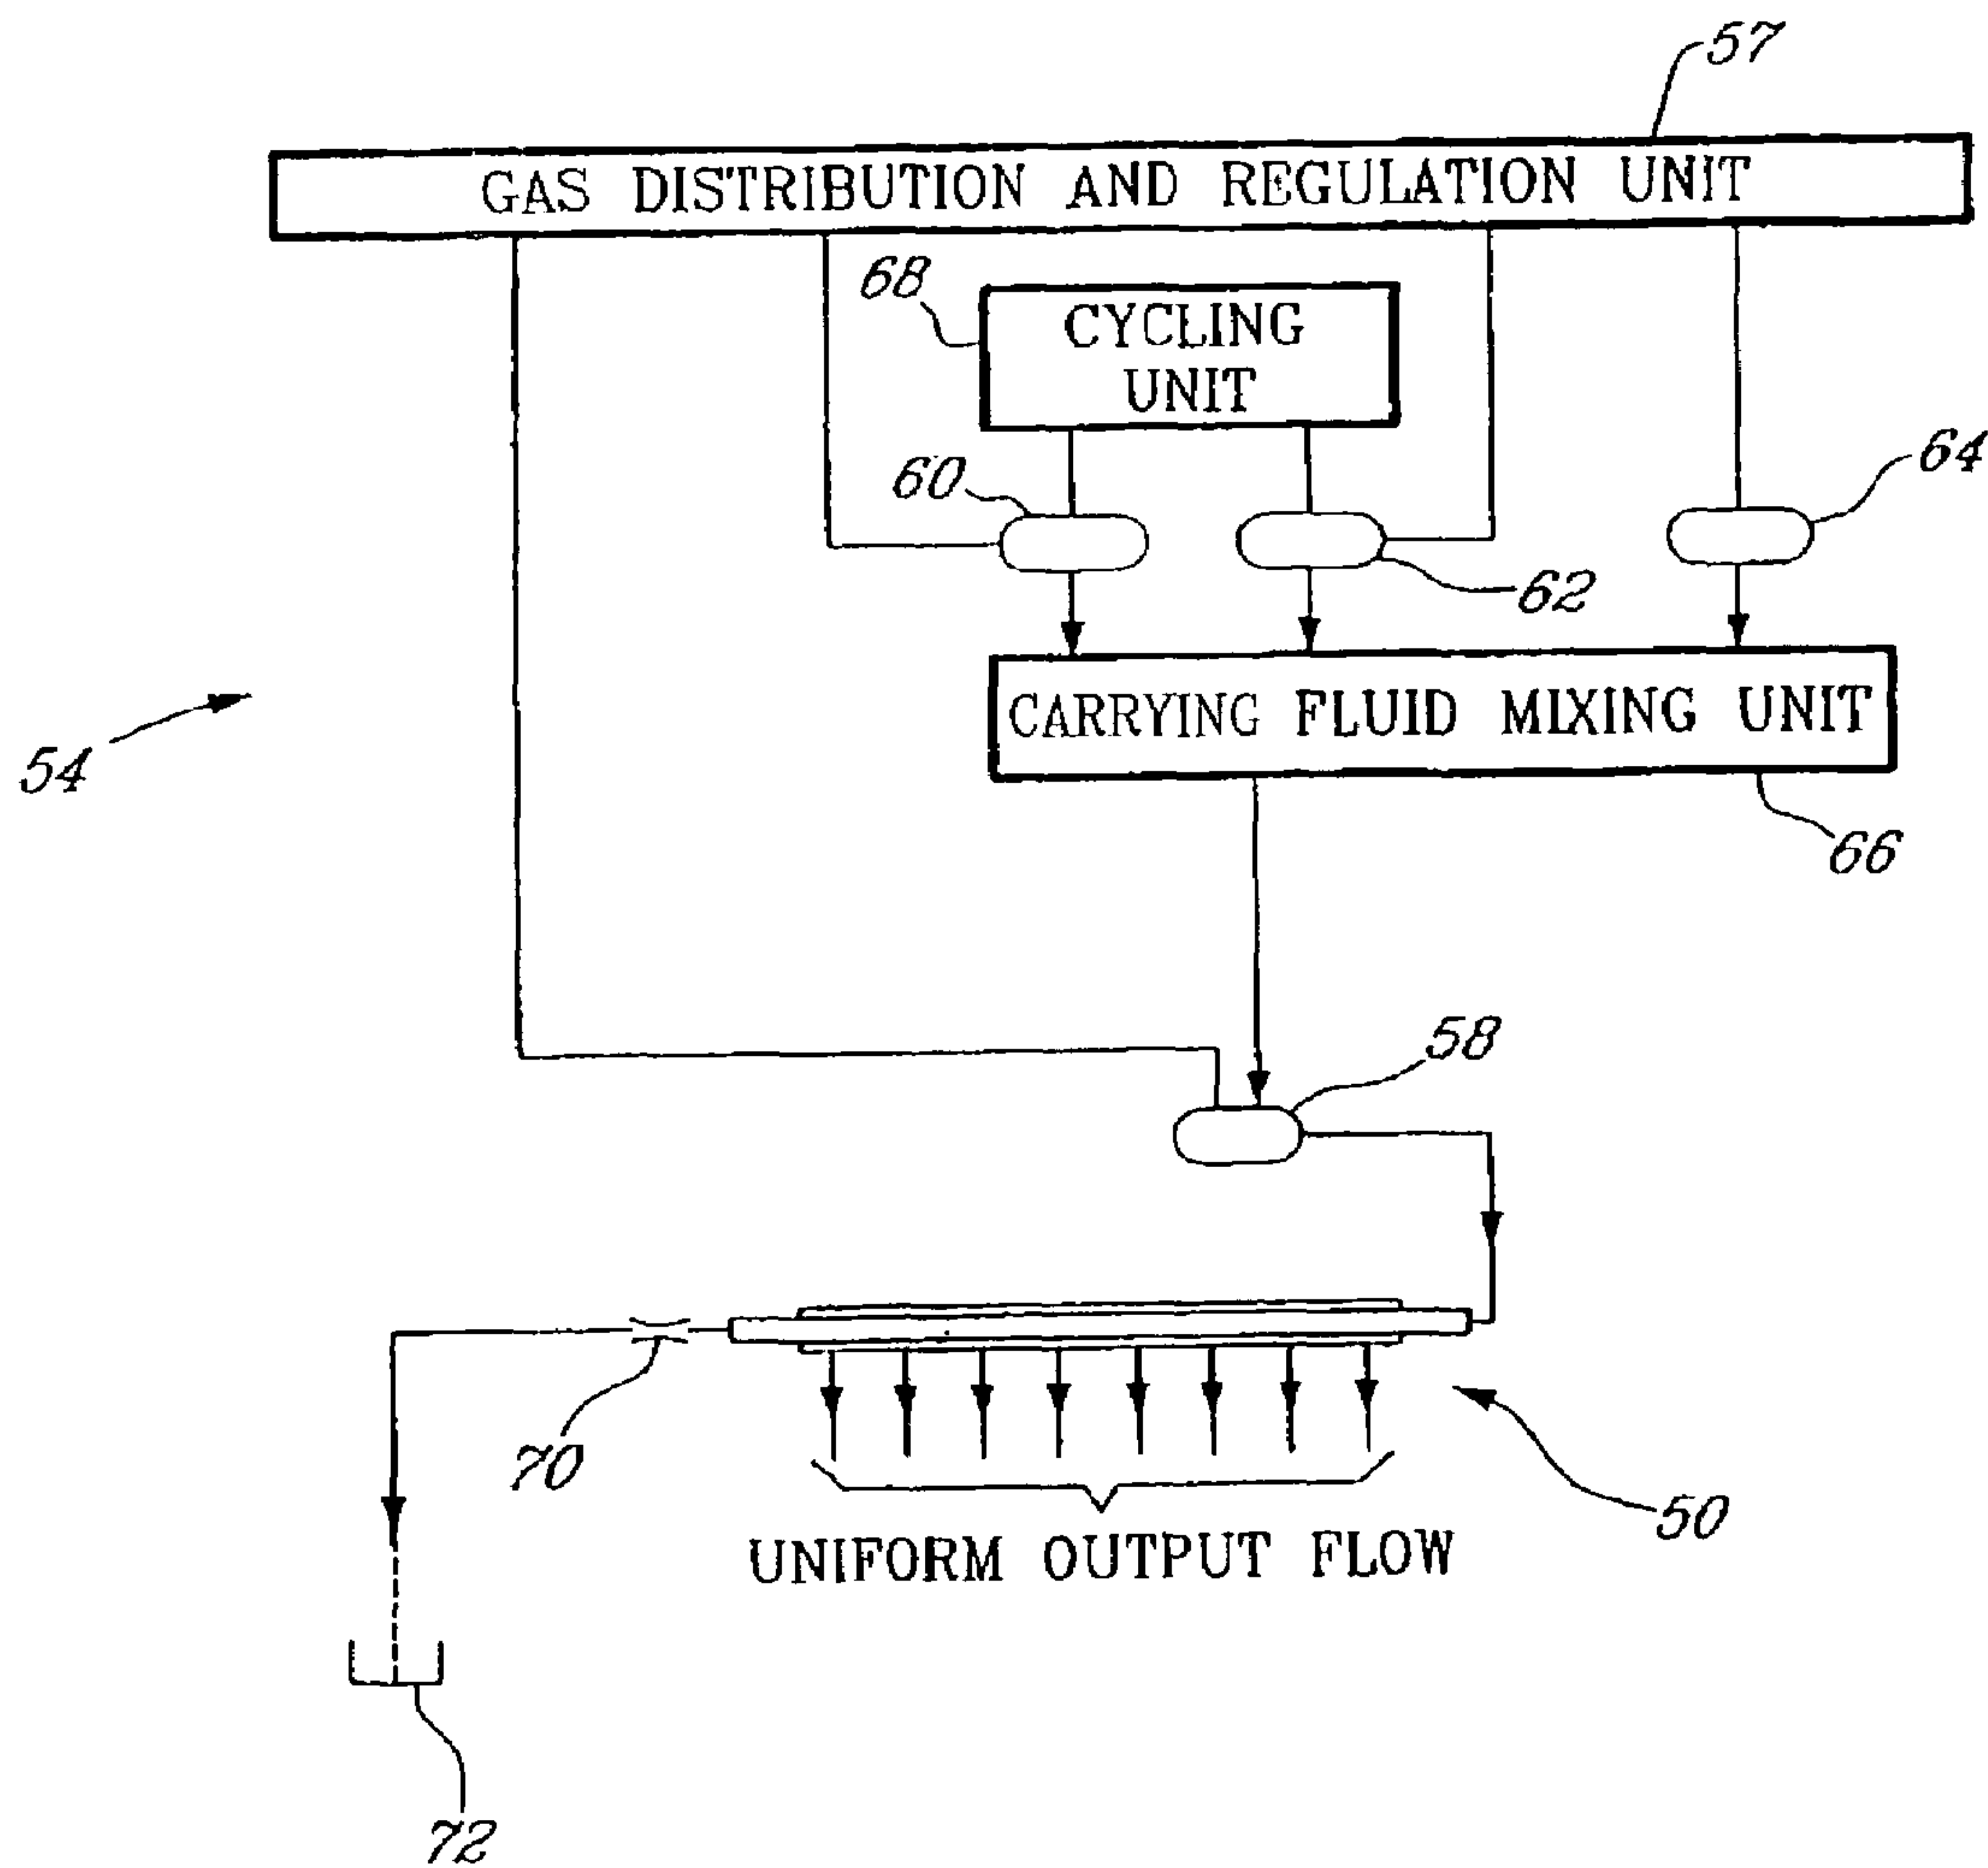 57
GAS DISTRIBUTION AND REGULATION UNIT
68
CYCLING
UNIT
60
64
62
CARRYING FLUID MIXING UNIT
54
66
58
70
50
UNIFORM OUTPUT FLOW
72